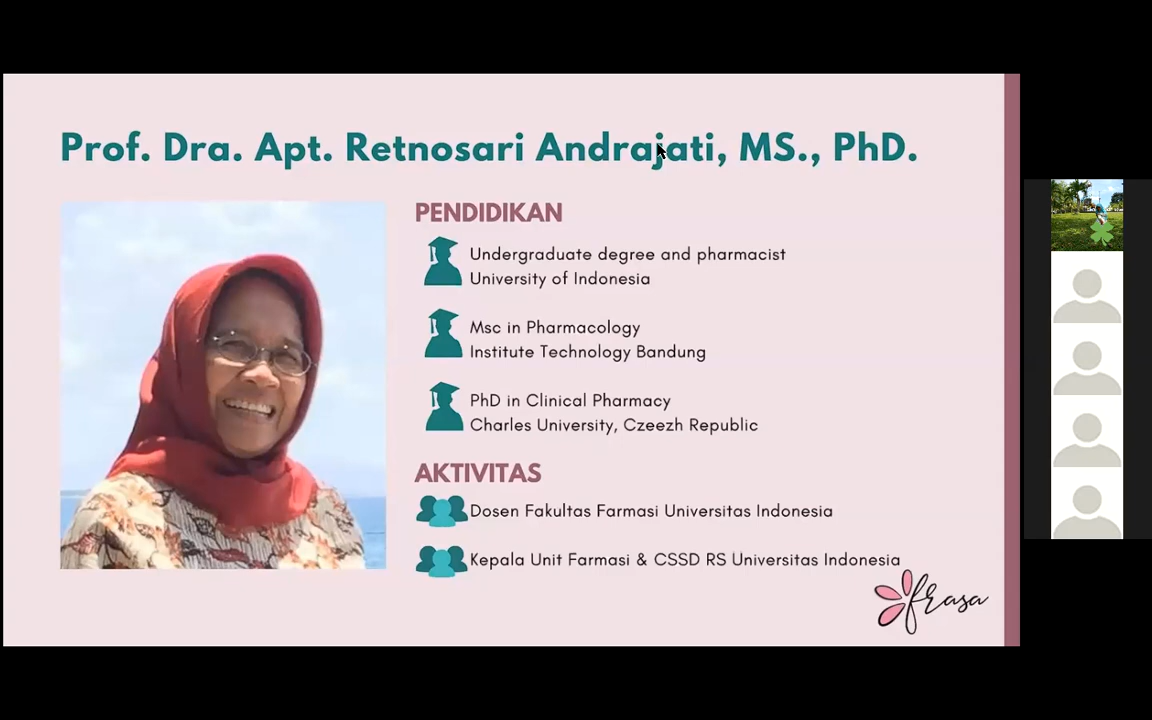 Prof. Dra. Apt. Retnosari Andrajati, MS., PhD.
PENDIDIKAN
Undergraduate degree and pharmacist
University of Indonesia
Msc in Pharmacology
Institute Technology Bandung
PhD in Clinical Pharmacy
Charles University, Czeezh Republic
AKTIVITAS
Dosen Fakultas Farmasi Universitas Indonesia
Kepala Unit Farmasi & CSSD RS Universitas Indonesia
frasa